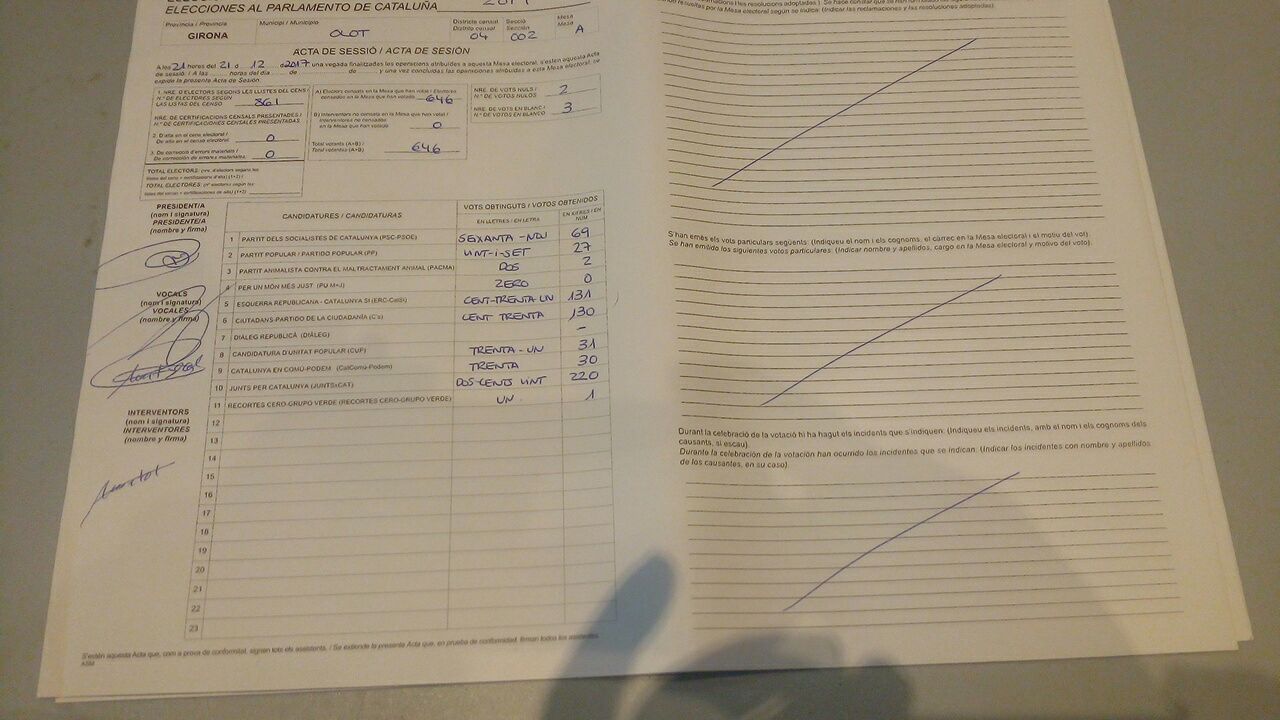 ELECCIONES AL PARLAMENTO DE CATALUÑA 2017
Província / Provincia
GIRONA
Municipi / Municipio
OLOT
Districte censal
Distrito censal
04
Secció
Sección
002
Mesa
Mesa
A
ACTA DE SESSIÓ / ACTA DE SESIÓN
A les 21 hores del 21 de 12 de 2017 una vegada finalitzades les operacions atribuïdes a aquesta Mesa electoral, s'estén aquesta Acta
de sessió. / A las horas del día de de y una vez concluidas las operaciones atribuidas a esta Mesa electoral, se
expide la presente Acta de Sesión.
1. NRE. D'ELECTORS SEGONS LES LLISTES DEL CENS /
N.º DE ELECTORES SEGÚN
LAS LISTAS DEL CENSO 861
NRE. DE CERTIFICACIONS CENSALS PRESENTADES /
N.º DE CERTIFICACIONES CENSALES PRESENTADAS
2. D'alta en el cens electoral /
De alta en el censo electoral 0
3. De correcció d'errors materials /
De corrección de errores materiales 0
TOTAL ELECTORS: (nre. d'electors segons les
llistes del cens + certificacions d'alta) (1+2) /
TOTAL ELECTORES: (nº electores según las
listas del censo + certificaciones de alta) (1+2)
A) Electors censats en la Mesa que han votat / Electores
censados en la Mesa que han votado 646
B) Interventors no censats en la Mesa que han votat /
Interventores no censados
en la Mesa que han votado 0
Total votants (A+B) /
Total votantes (A+B) 646
NRE. DE VOTS NULS /
N.º DE VOTOS NULOS 2
NRE. DE VOTS EN BLANC /
N.º DE VOTOS EN BLANCO 3
PRESIDENT/A
(nom i signatura)
PRESIDENTE/A
(nombre y firma)
VOCALS
(nom i signatura)
VOCALES
(nombre y firma)
INTERVENTORS
(nom i signatura)
INTERVENTORES
(nombre y firma)
CANDIDATURES / CANDIDATURAS
VOTS OBTINGUTS / VOTOS OBTENIDOS
EN LLETRES / EN LETRA
EN XIFRES / EN NÚM
1 PARTIT DELS SOCIALISTES DE CATALUNYA (PSC-PSOE) SEXANTA-NOU 69
2 PARTIT POPULAR / PARTIDO POPULAR (PP) VINT-I-SET 27
3 PARTIT ANIMALISTA CONTRA EL MALTRACTAMENT ANIMAL (PACMA) DOS 2
4 PER UN MÓN MÉS JUST (PUM+J) ZERO 0
5 ESQUERRA REPUBLICANA - CATALUNYA SÍ (ERC-CatSí) CENT-TRENTA UN 131
6 CIUTADANS-PARTIDO DE LA CIUDADANÍA (C's) CENT TRENTA 130
7 DIÀLEG REPUBLICÀ (DIÀLEG) -
8 CANDIDATURA D'UNITAT POPULAR (CUP) TRENTA-UN 31
9 CATALUNYA EN COMÚ-PODEM (CatComú-Podem) TRENTA 30
10 JUNTS PER CATALUNYA (JUNTSxCAT) DOS-CENTS VINT 220
11 RECORTES CERO-GRUPO VERDE (RECORTES CERO-GRUPO VERDE) UN 1
12
13
14
15
16
17
18
19
20
21
22
23
S'estén aquesta Acta que, com a prova de conformitat, signen tots els assistents. / Se extiende la presente Acta que, en prueba de conformidad, firman todos los asistentes.
resueltas por la Mesa electoral según se indica: (Indicar las reclamaciones y las resoluciones adoptadas).
S'han emès els vots particulars següents: (Indiqueu el nom i els cognoms, el càrrec en la Mesa electoral i el motiu del vot).
Se han emitido los siguientes votos particulares: (Indicar nombre y apellidos, cargo en la Mesa electoral y motivo del voto).
Durant la celebració de la votació hi ha hagut els incidents que s'indiquen: (Indiqueu els incidents, amb el nom i els cognoms dels
causants, si escau).
Durante la celebración de la votación han ocurrido los incidentes que se indican: (Indicar los incidentes con nombre y apellidos
de los causantes, en su caso).